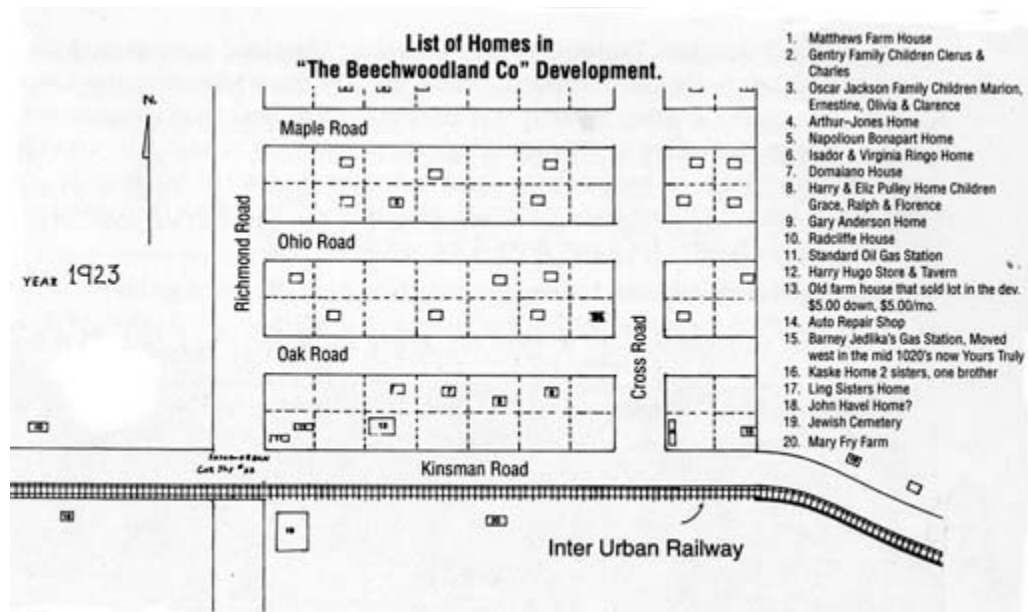 List of Homes in
"The Beechwoodland Co" Development.
N.
Maple Road
Ohio Road
Oak Road
Richmond Road
Cross Road
Kinsman Road
Inter Urban Railway
YEAR 1923
Car Stop
1. Matthews Farm House
2. Gentry Family Children Clerus &
Charles
3. Oscar Jackson Family Children Marion,
Ernestine, Olivia & Clarence
4. Arthur-Jones Home
5. Napolioun Bonapart Home
6. Isador & Virginia Ringo Home
7. Domaiano House
8. Harry & Eliz Pulley Home Children
Grace, Ralph & Florence
9. Gary Anderson Home
10. Radcliffe House
11. Standard Oil Gas Station
12. Harry Hugo Store & Tavern
13. Old farm house that sold lot in the dev.
$5.00 down, $5.00/mo.
14. Auto Repair Shop
15. Barney Jedlika's Gas Station, Moved
west in the mid 1020's now Yours Truly
16. Kaske Home 2 sisters, one brother
17. Ling Sisters Home
18. John Havel Home?
19. Jewish Cemetery
20. Mary Fry Farm